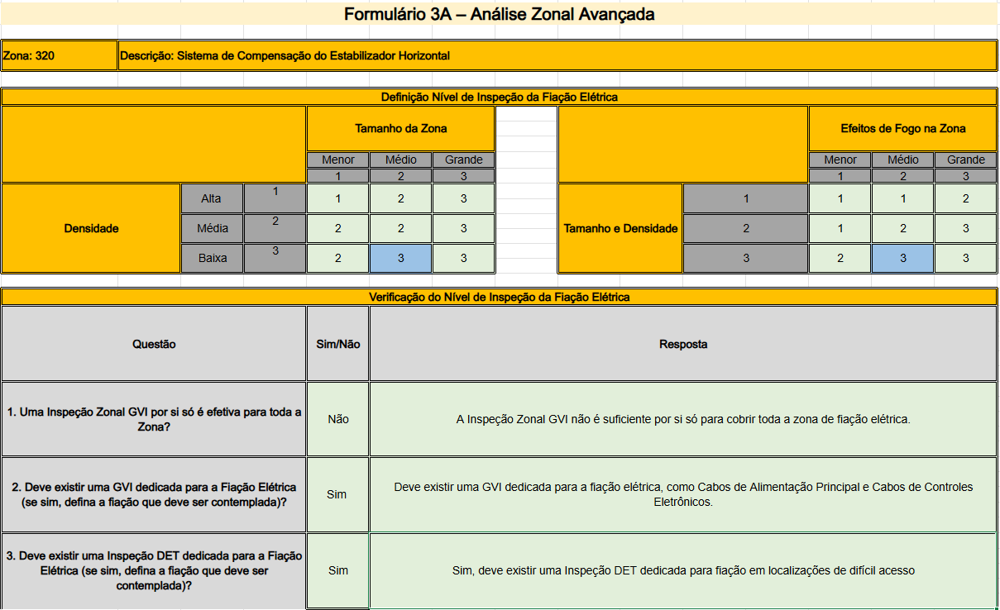 Formulário 3A – Análise Zonal Avançada
Zona: 320
Descrição: Sistema de Compensação do Estabilizador Horizontal
Definição Nível de Inspeção da Fiação Elétrica
Tamanho da Zona
Efeitos de Fogo na Zona
Menor Médio Grande
Menor Médio Grande
1 2 3
1 2 3
Densidade
Alta 1 1 2 3
Média 2 2 2 3
Baixa 3 2 3 3
Tamanho e Densidade
1 1 1 2
2 1 2 3
3 2 3 3
Verificação do Nível de Inspeção da Fiação Elétrica
Questão
Sim/Não
Resposta
1. Uma Inspeção Zonal GVI por si só é efetiva para toda a
Zona?
Não
A Inspeção Zonal GVI não é suficiente por si só para cobrir toda a zona de fiação elétrica.
2. Deve existir uma GVI dedicada para a Fiação Elétrica
(se sim, defina a fiação que deve ser contemplada)?
Sim
Deve existir uma GVI dedicada para a fiação elétrica, como Cabos de Alimentação Principal e Cabos de Controles
Eletrônicos.
3. Deve existir uma Inspeção DET dedicada para a Fiação
Elétrica (se sim, defina a fiação que deve ser
contemplada)?
Sim
Sim, deve existir uma Inspeção DET dedicada para fiação em localizações de difícil acesso